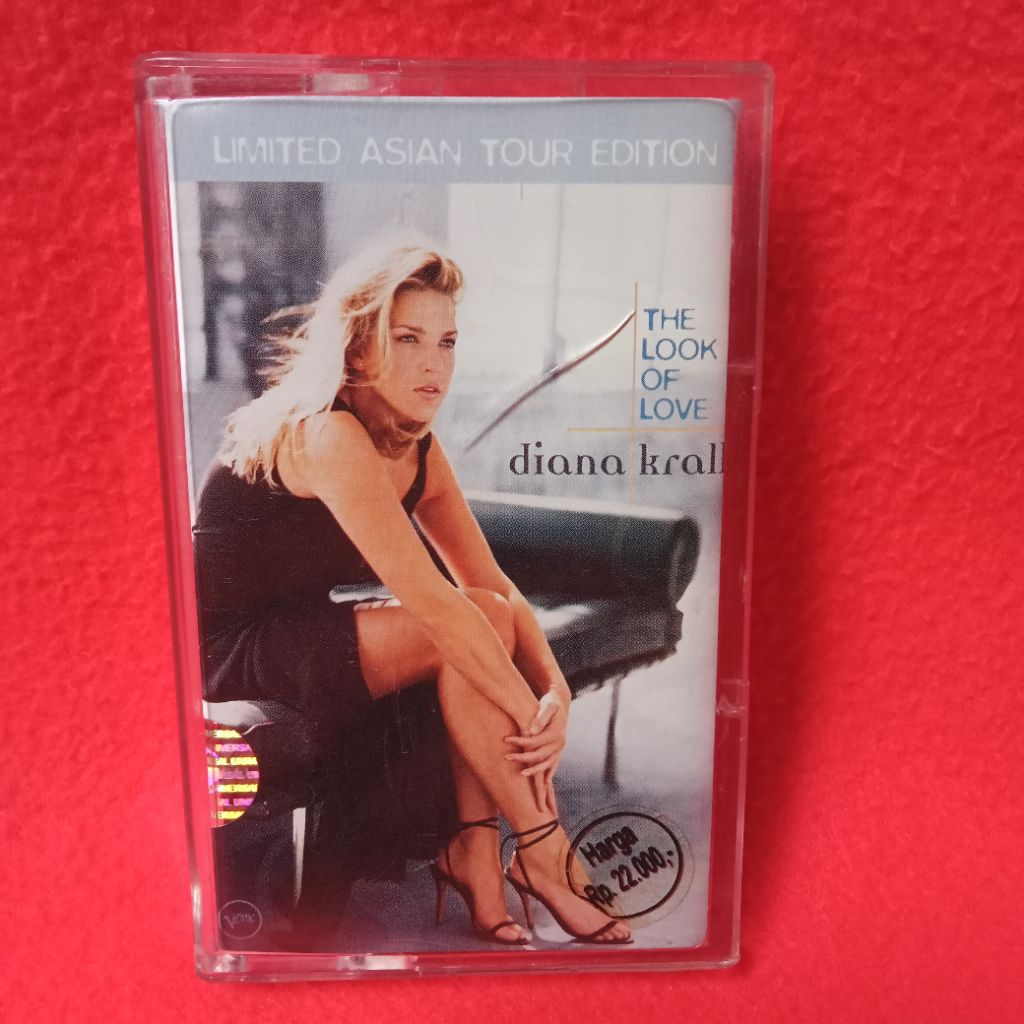 LIMITED ASIAN TOUR EDITION
THE
LOOK
OF
LOVE
diana krall
Harga
Rp. 22.000,-
VERVE